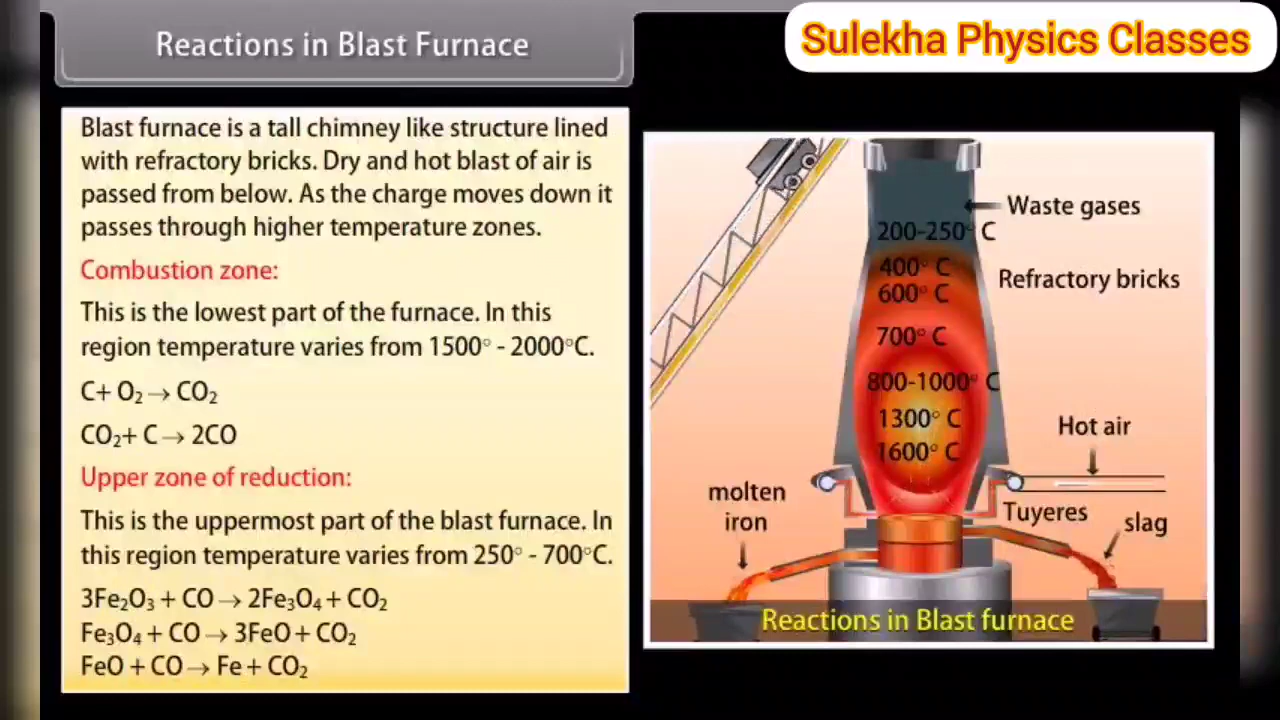 Reactions in Blast Furnace
Sulekha Physics Classes
Blast furnace is a tall chimney like structure lined
with refractory bricks. Dry and hot blast of air is
passed from below. As the charge moves down it
passes through higher temperature zones.
Combustion zone:
This is the lowest part of the furnace. In this
region temperature varies from 1500° - 2000°C.
C+ O₂ → CO₂
CO₂+ C → 2CO
Upper zone of reduction:
This is the uppermost part of the blast furnace. In
this region temperature varies from 250° - 700°C.
3Fe₂O₃ + CO → 2Fe₃O₄ + CO₂
Fe₃O₄ + CO → 3FeO + CO₂
FeO + CO → Fe + CO₂
Waste gases
200-250° C
400° C
Refractory bricks
600° C
700° C
800-1000° C
1300° C
Hot air
1600° C
molten
iron
Tuyeres
slag
Reactions in Blast furnace